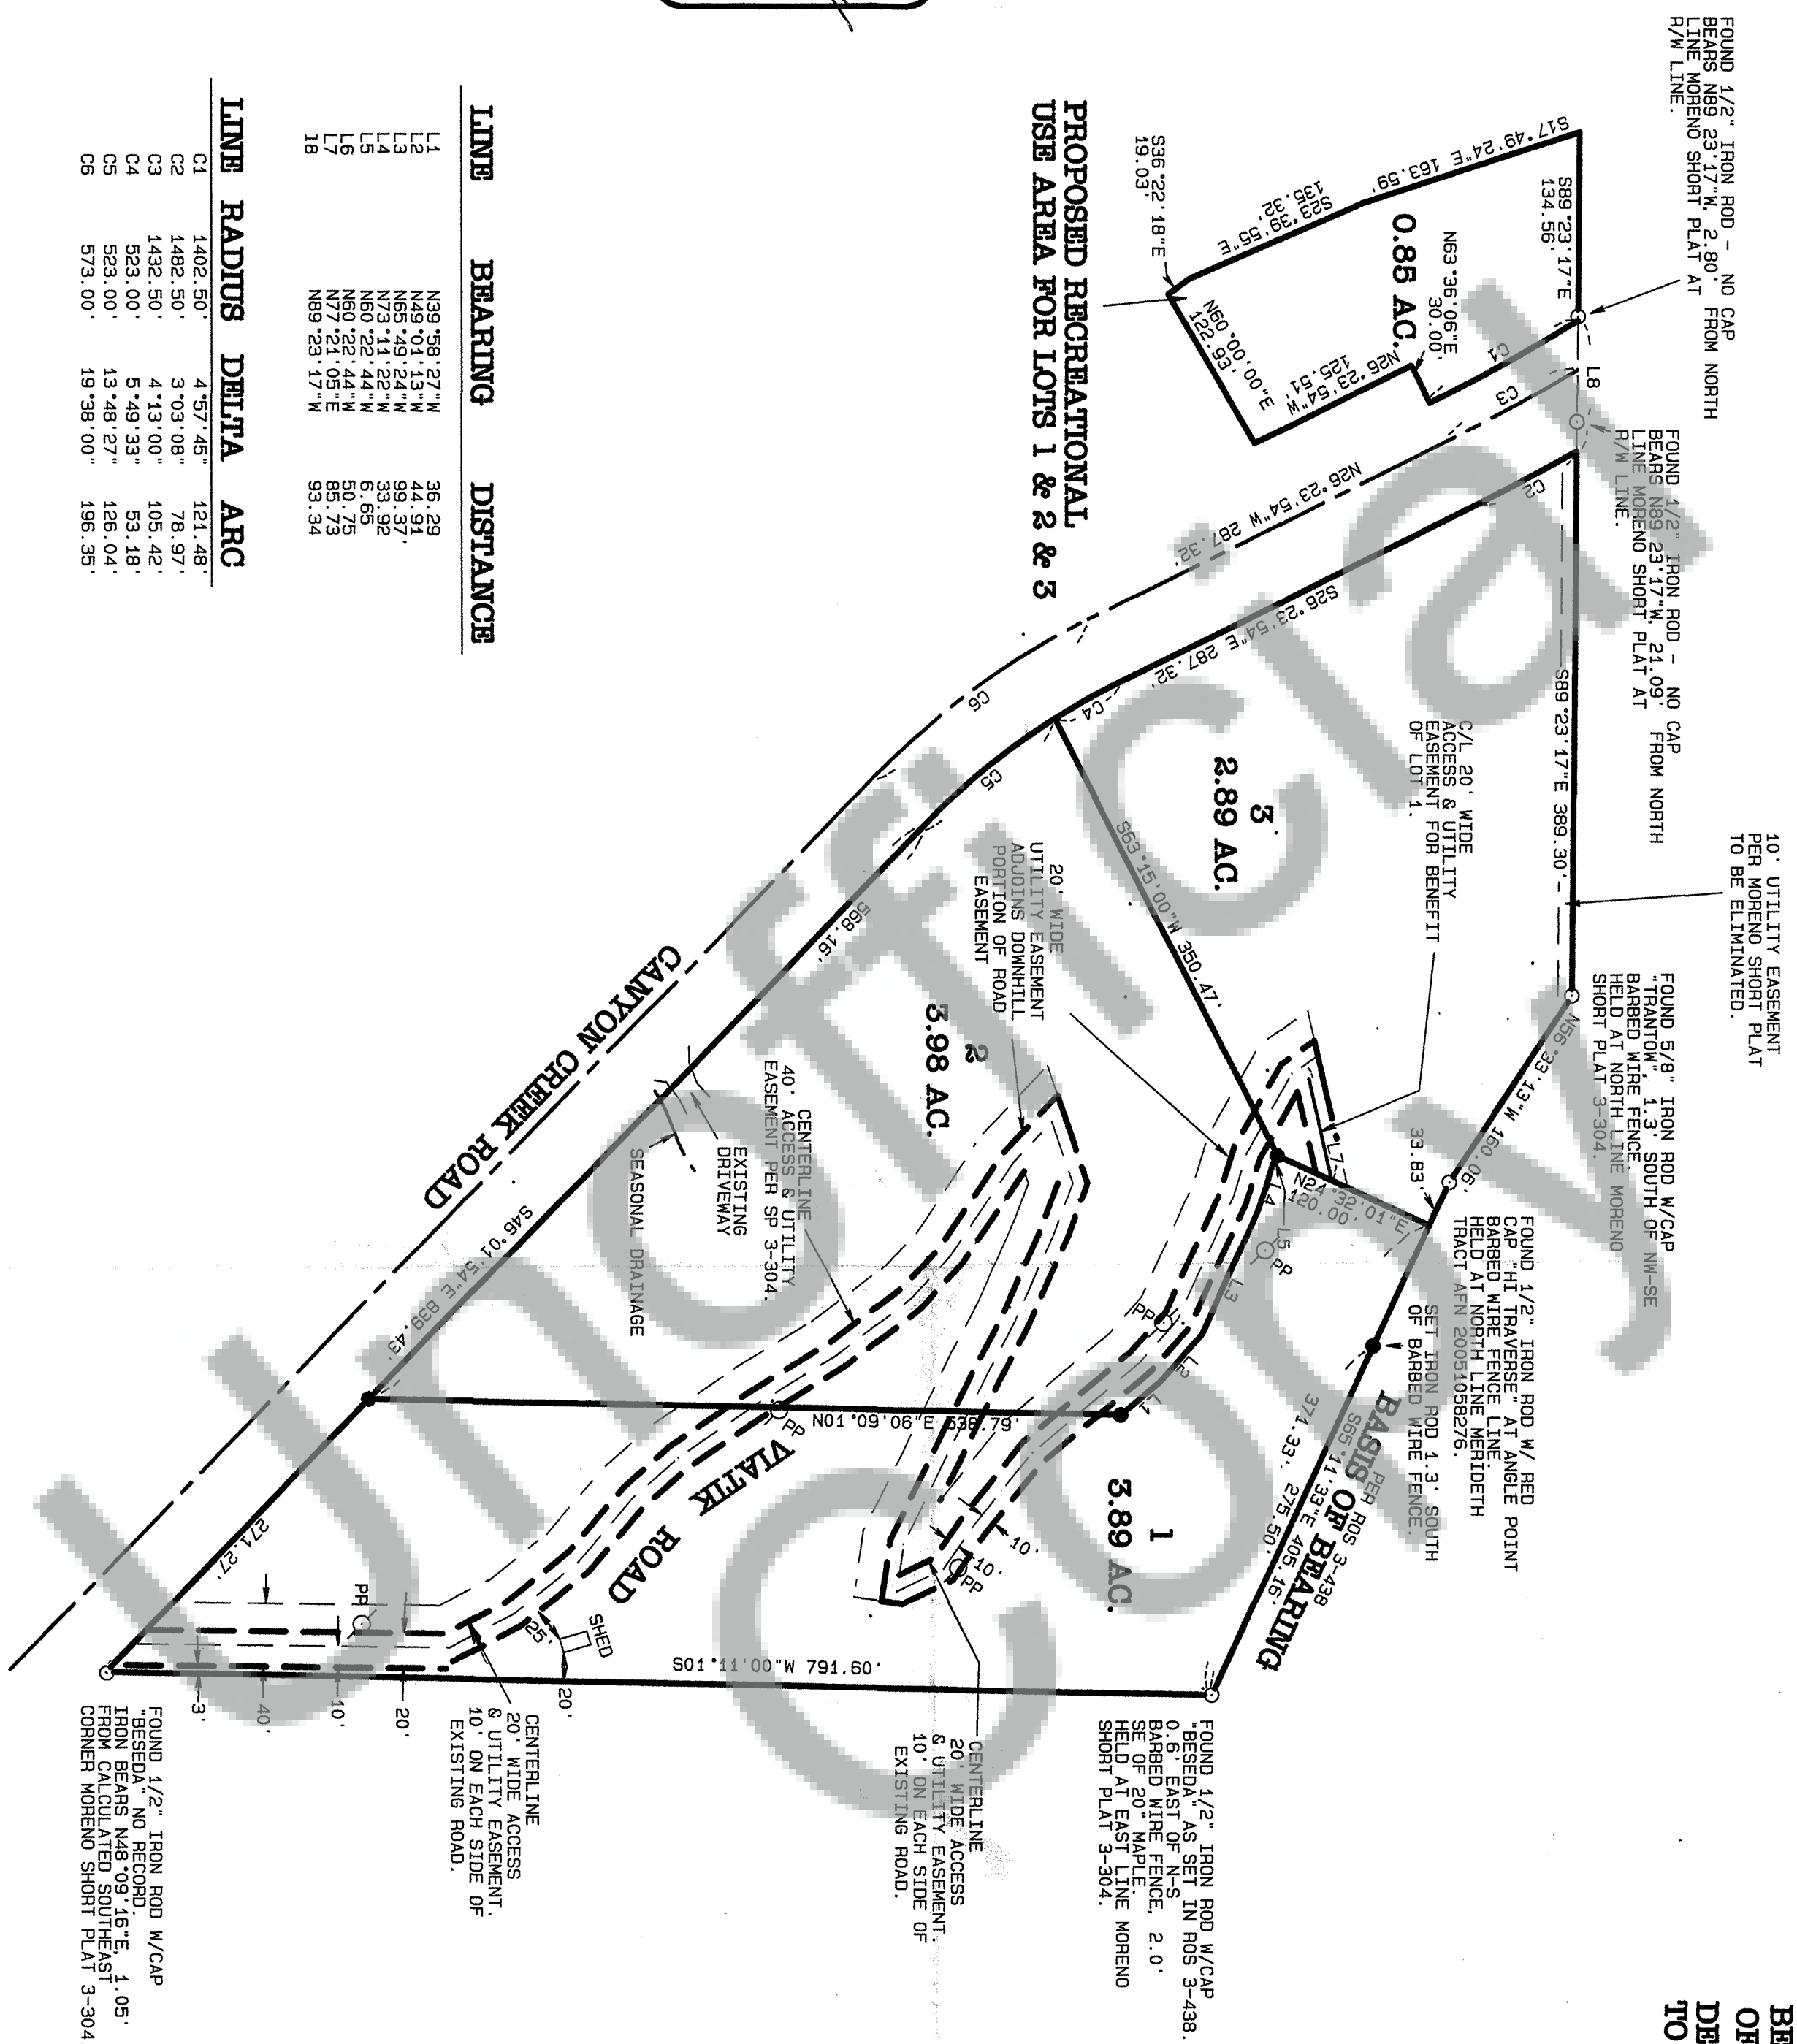 FOUND 1/2" IRON ROD - NO CAP
BEARS N89°23'17"W, 2.80' FROM NORTH
LINE MORENO SHORT PLAT AT
R/W LINE.
FOUND 1/2" IRON ROD - NO CAP
BEARS N89°23'17"W, 21.09' FROM NORTH
LINE MORENO SHORT PLAT AT
R/W LINE.
10' UTILITY EASEMENT
PER MORENO SHORT PLAT
TO BE ELIMINATED.
FOUND 5/8" IRON ROD W/CAP
"TRANTOW", 1.3' SOUTH OF NW-SE
BARBED WIRE FENCE.
HELD AT NORTH LINE MORENO
SHORT PLAT 3-304.
FOUND 1/2" IRON ROD W/ RED
CAP "HI TRAVERSE" AT ANGLE POINT
BARBED WIRE FENCE LINE.
HELD AT NORTH LINE MERIDETH
TRACT AFN 20051058276.
SET IRON ROD 1.3' SOUTH
OF BARBED WIRE FENCE.
BE
OF
DE
TO
S89°23'17"E
134.56'
S17°49'24"E 163.59'
S23°39'55"E
135.32'
S36°22'18"E
19.03'
N60°00'00"E
122.93'
N26°23'54"W
125.51'
N63°36'06"E
30.00'
0.85 AC.
C1
L8
C3
C2
PROPOSED RECREATIONAL
USE AREA FOR LOTS 1 & 2 & 3
N26°23'54"W 287.32'
S26°23'54"E 287.32'
S89°23'17"E 389.30'
N56°33'13"W 160.06'
33.83'
C4
C6
C5
3
2.89 AC.
C/L 20' WIDE
ACCESS & UTILITY
EASEMENT FOR BENEFIT
OF LOT 1.
S63°15'00"W 350.47'
20' WIDE
UTILITY EASEMENT
ADJOINS DOWNHILL
PORTION OF ROAD
EASEMENT
L7
N24°32'01"E
120.00'
L4
L5
PP
L3
L2
L1
PP
BASIS OF BEARING
PER ROS 3-438
S65°11'33"E 405.16'
371.33'
275.50'
568.16'
2
3.98 AC.
CENTERLINE
40' ACCESS & UTILITY
EASEMENT PER SP 3-304.
EXISTING
DRIVEWAY
SEASONAL DRAINAGE
CANYON CREEK ROAD
S46°01'54"E 839.43'
N01°09'06"E 538.79'
PP
VIATIK ROAD
1
3.89 AC.
10'
10'
PP
271.27'
PP
25'
SHED
S01°11'00"W 791.60'
20'
20'
10'
40'
3'
FOUND 1/2" IRON ROD W/CAP
"BESEDA" AS SET IN ROS 3-438.
0.6' EAST OF N-S
BARBED WIRE FENCE, 2.0'
SE OF 20" MAPLE.
HELD AT EAST LINE MORENO
SHORT PLAT 3-304.
CENTERLINE
20' WIDE ACCESS
& UTILITY EASEMENT.
10' ON EACH SIDE OF
EXISTING ROAD.
CENTERLINE
20' WIDE ACCESS
& UTILITY EASEMENT.
10' ON EACH SIDE OF
EXISTING ROAD.
FOUND 1/2" IRON ROD W/CAP
"BESEDA" NO RECORD.
IRON BEARS N48°09'16"E, 1.05'
FROM CALCULATED SOUTHEAST
CORNER MORENO SHORT PLAT 3-304
LINE BEARING DISTANCE
L1 N39°58'27"W 36.29
L2 N49°01'13"W 44.91
L3 N65°49'24"W 99.37'
L4 N73°11'22"W 33.92
L5 N60°22'44"W 6.65
L6 N60°22'44"W 50.75
L7 N77°21'05"E 85.73
18 N89°23'17"W 93.34
LINE RADIUS DELTA ARC
C1 1402.50' 4°57'45" 121.48'
C2 1482.50' 3°03'08" 78.97'
C3 1432.50' 4°13'00" 105.42'
C4 523.00' 5°49'33" 53.18'
C5 523.00' 13°48'27" 126.04'
C6 573.00' 19°38'00" 196.35'
Unofficial
Copy